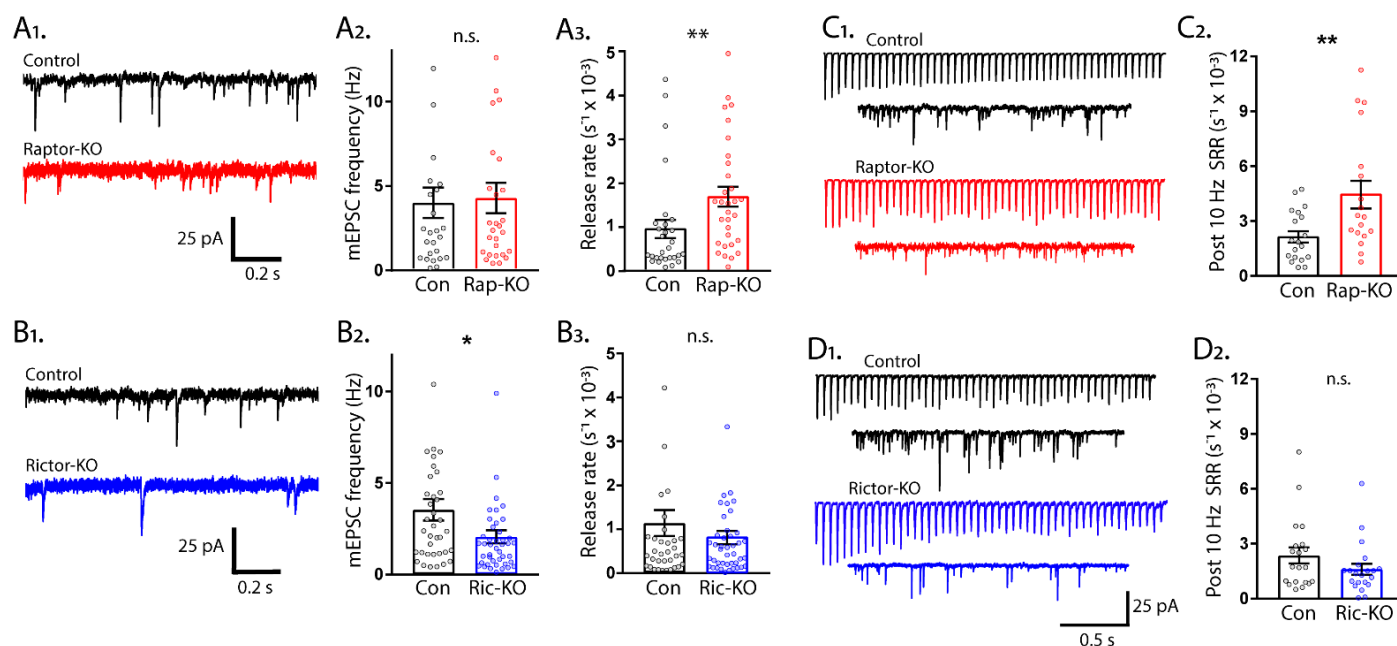 A1.
Control
Raptor-KO
25 pA
0.2 s
A2.
n.s.
mEPSC frequency (Hz)
10
5
0
Con Rap-KO
A3.
**
Release rate (s⁻¹ x 10⁻³)
5
4
3
2
1
0
Con Rap-KO
C1.
Control
Raptor-KO
C2.
**
Post 10 Hz SRR (s⁻¹ x 10⁻³)
12
9
6
3
0
Con Rap-KO
B1.
Control
Rictor-KO
25 pA
0.2 s
B2.
*
mEPSC frequency (Hz)
10
5
0
Con Ric-KO
B3.
n.s.
Release rate (s⁻¹ x 10⁻³)
5
4
3
2
1
0
Con Ric-KO
D1.
Control
Rictor-KO
25 pA
0.5 s
D2.
n.s.
Post 10 Hz SRR (s⁻¹ x 10⁻³)
12
9
6
3
0
Con Ric-KO